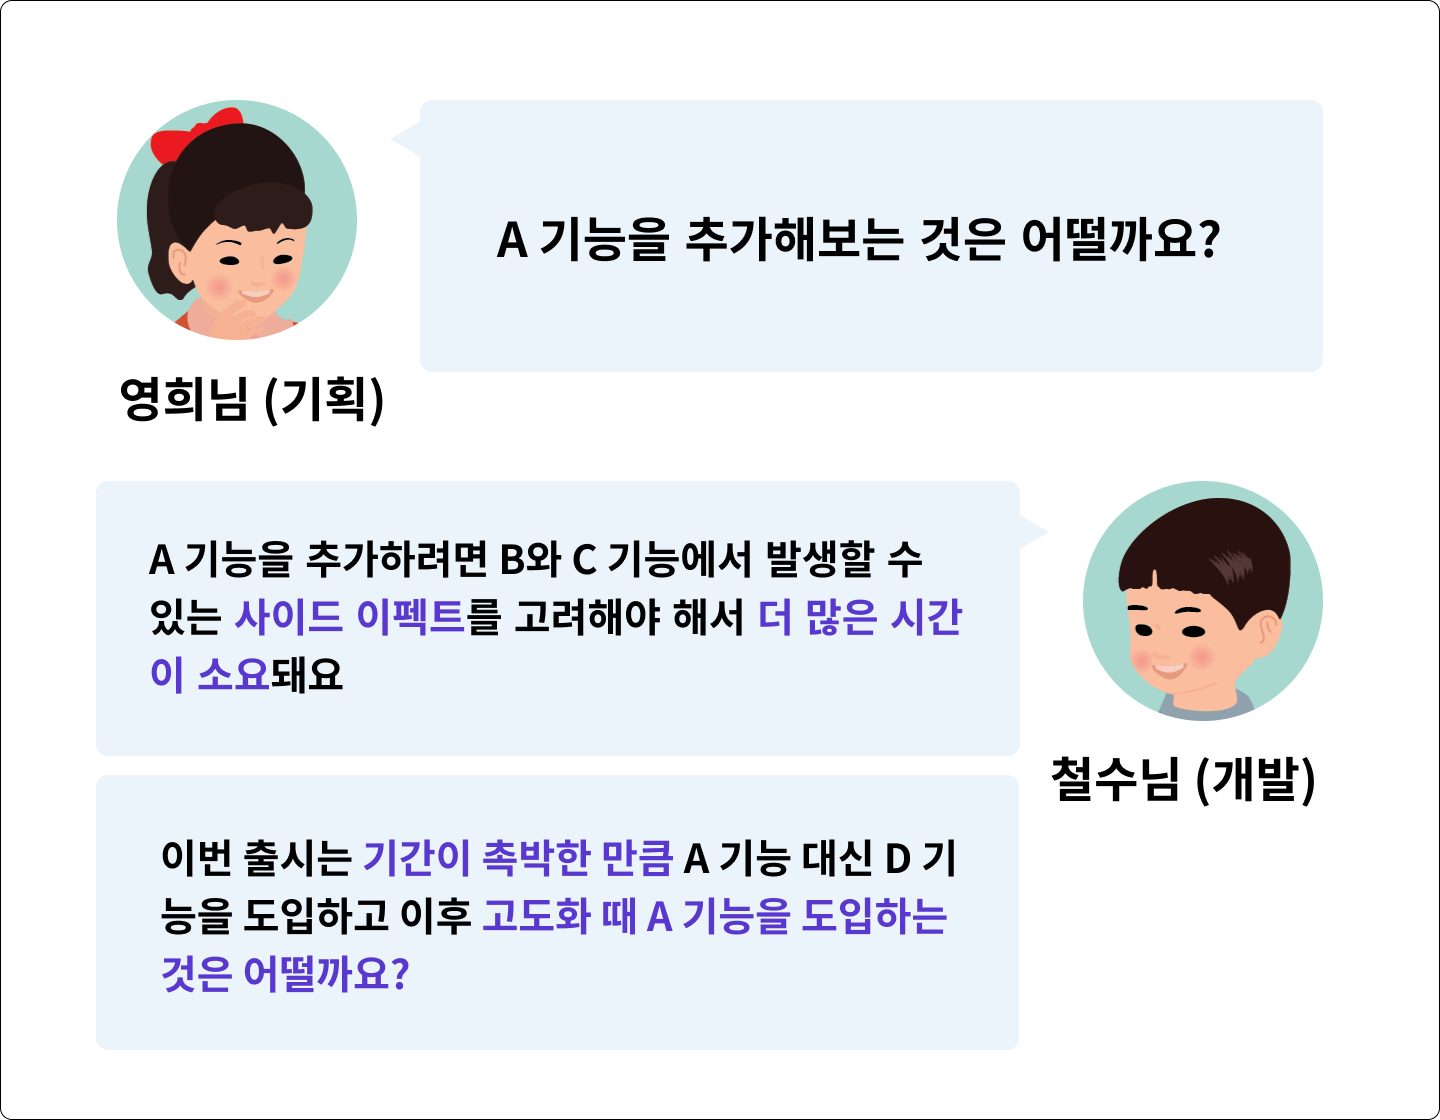 A 기능을 추가해보는 것은 어떨까요?
영희님 (기획)
A 기능을 추가하려면 B와 C 기능에서 발생할 수
있는 사이드 이펙트를 고려해야 해서 더 많은 시간
이 소요돼요
철수님 (개발)
이번 출시는 기간이 촉박한 만큼 A 기능 대신 D 기
능을 도입하고 이후 고도화 때 A 기능을 도입하는
것은 어떨까요?